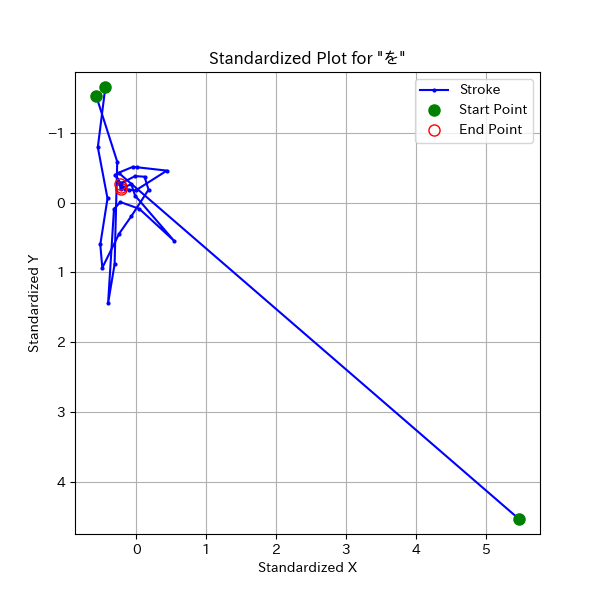 Standardized Plot for "を"
Stroke
Start Point
End Point
−1
0
1
2
3
4
Standardized Y
0 1 2 3 4 5
Standardized X